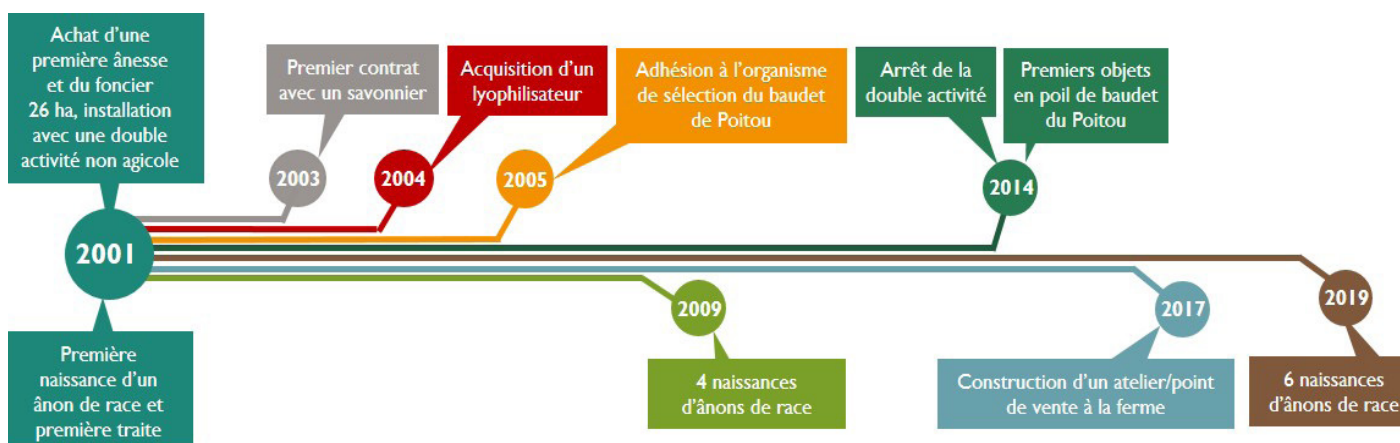 Achat d'une
première ânesse
et du foncier
26 ha, installation
avec une double
activité non agicole
2001
Première
naissance d'un
ânon de race et
première traite
Premier contrat
avec un savonnier
2003
Acquisition d'un
lyophilisateur
2004
Adhésion à l'organisme
de sélection du baudet
de Poitou
2005
2009
4 naissances
d'ânons de race
Arrêt de la
double activité
Premiers objets
en poil de baudet
du Poitou
2014
2017
Construction d'un atelier/point
de vente à la ferme
2019
6 naissances
d'ânons de race